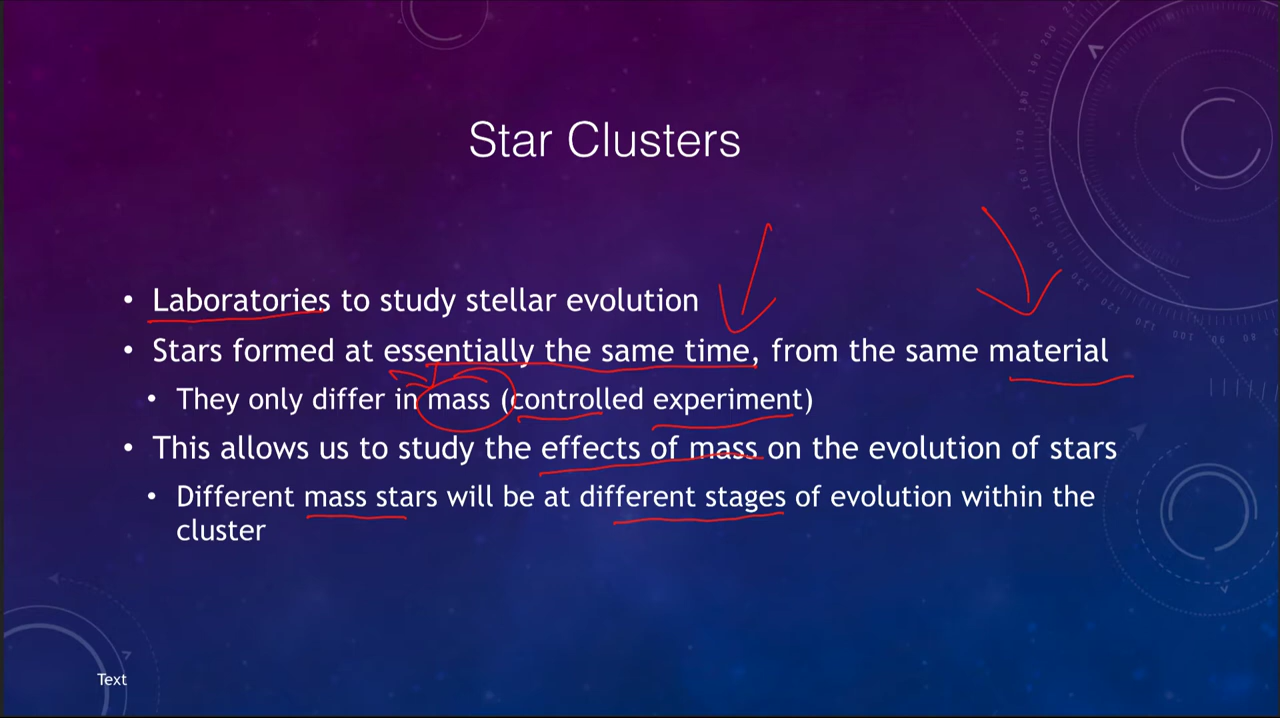 Star Clusters
• Laboratories to study stellar evolution
• Stars formed at essentially the same time, from the same material
• They only differ in mass (controlled experiment)
• This allows us to study the effects of mass on the evolution of stars
• Different mass stars will be at different stages of evolution within the
cluster
Text